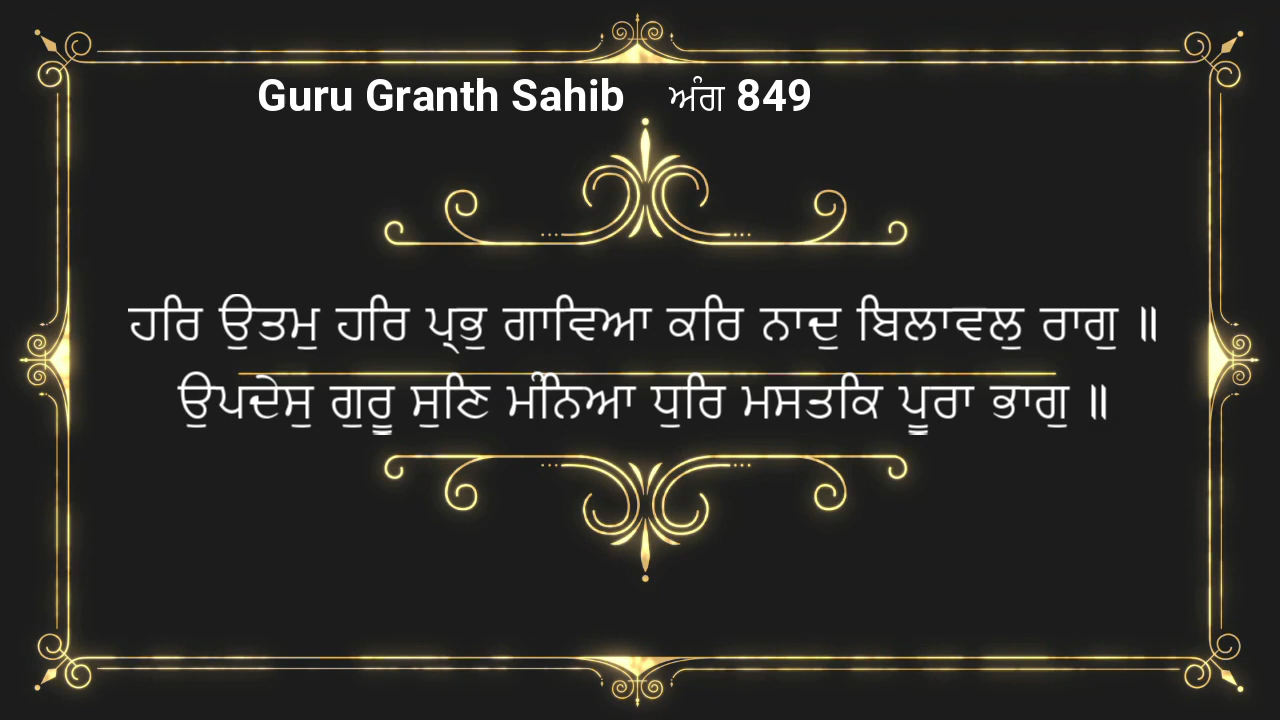 Guru Granth Sahib ਅੰਗ 849
ਹਰਿ ਉਤਮੁ ਹਰਿ ਪ੍ਰਭੁ ਗਾਵਿਆ ਕਰਿ ਨਾਦੁ ਬਿਲਾਵਲੁ ਰਾਗੁ ॥
ਉਪਦੇਸੁ ਗੁਰੂ ਸੁਣਿ ਮੰਨਿਆ ਧੁਰਿ ਮਸਤਕਿ ਪੂਰਾ ਭਾਗੁ ॥